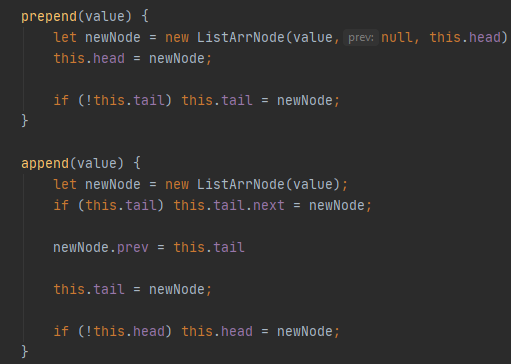 prepend(value) {
    let newNode = new ListArrNode(value, prev: null, this.head)
    this.head = newNode;

    if (!this.tail) this.tail = newNode;
}

append(value) {
    let newNode = new ListArrNode(value);
    if (this.tail) this.tail.next = newNode;

    newNode.prev = this.tail

    this.tail = newNode;

    if (!this.head) this.head = newNode;
}